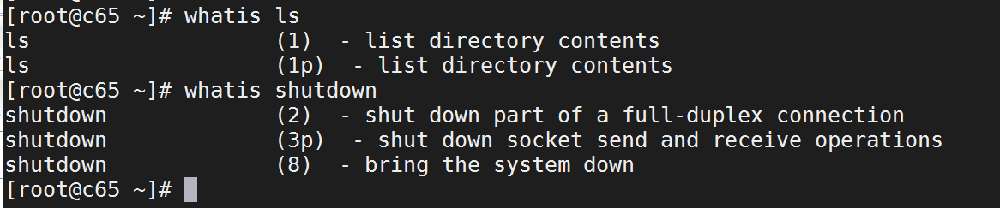 [root@c65 ~]# whatis ls
ls                   (1)  - list directory contents
ls                   (1p)  - list directory contents
[root@c65 ~]# whatis shutdown
shutdown             (2)  - shut down part of a full-duplex connection
shutdown             (3p)  - shut down socket send and receive operations
shutdown             (8)  - bring the system down
[root@c65 ~]#